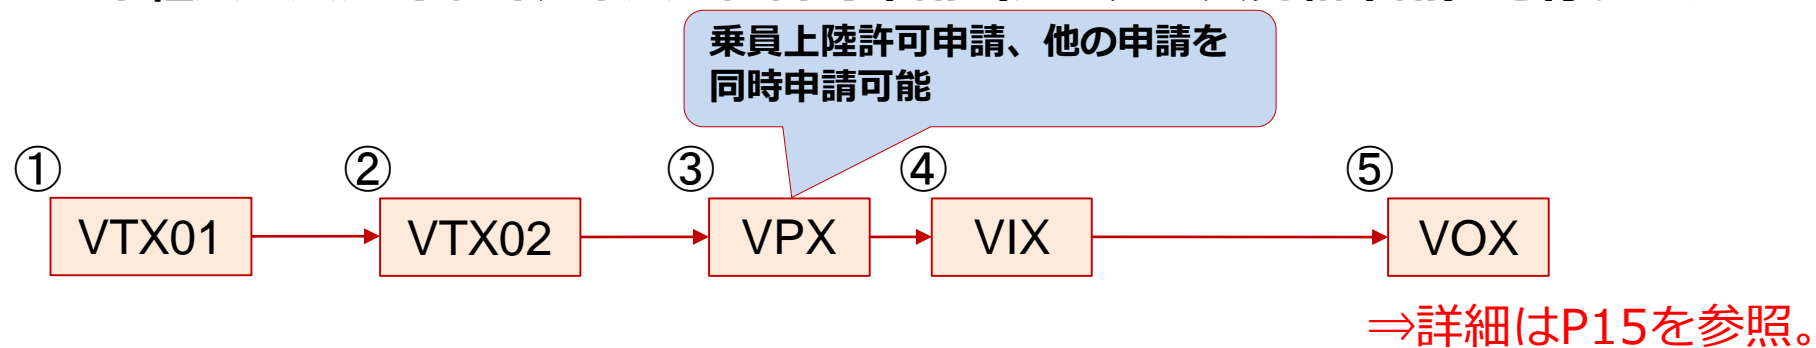 乗員上陸許可申請、他の申請を
同時申請可能
① ② ③ ④ ⑤
VTX01 VTX02 VPX VIX VOX
⇒詳細はP15を参照。